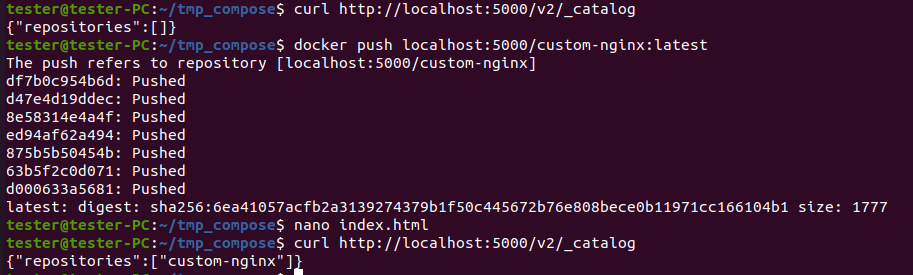 tester@tester-PC:~/tmp_compose$ curl http://localhost:5000/v2/_catalog
{"repositories":[]}
tester@tester-PC:~/tmp_compose$ docker push localhost:5000/custom-nginx:latest
The push refers to repository [localhost:5000/custom-nginx]
df7b0c954b6d: Pushed
d47e4d19ddec: Pushed
8e58314e4a4f: Pushed
ed94af62a494: Pushed
875b5b50454b: Pushed
63b5f2c0d071: Pushed
d000633a5681: Pushed
latest: digest: sha256:6ea41057acfb2a3139274379b1f50c445672b76e808bece0b11971cc166104b1 size: 1777
tester@tester-PC:~/tmp_compose$ nano index.html
tester@tester-PC:~/tmp_compose$ curl http://localhost:5000/v2/_catalog
{"repositories":["custom-nginx"]}